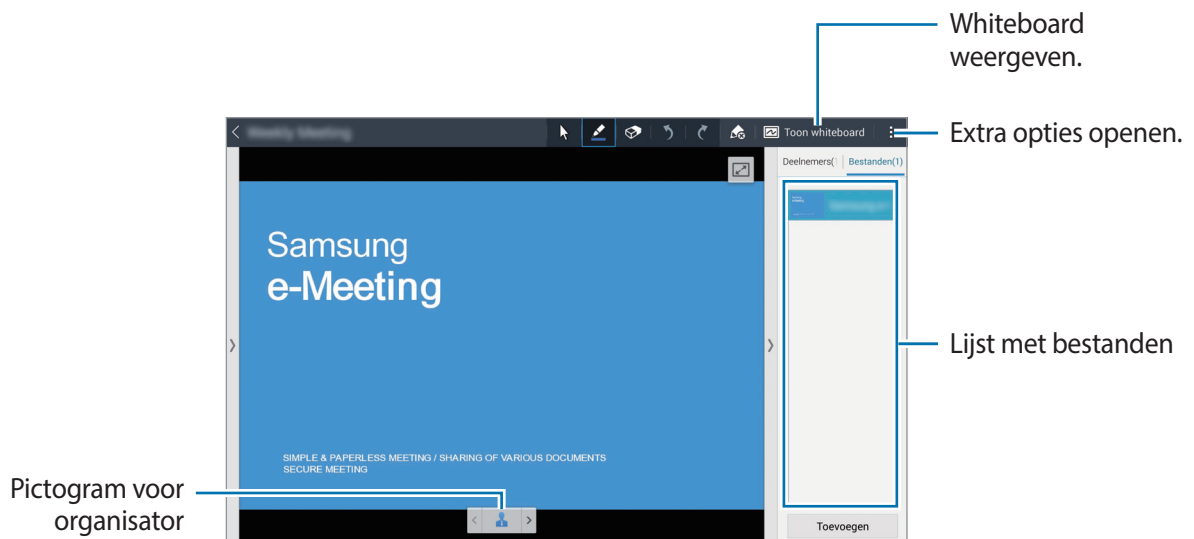 Whiteboard
weergeven.
Toon whiteboard
Extra opties openen.
Deelnemers(
Bestanden(1)
Samsung
e-Meeting
Lijst met bestanden
SIMPLE & PAPERLESS MEETING / SHARING OF VARIOUS DOCUMENTS
SECURE MEETING
Pictogram voor
organisator
Toevoegen